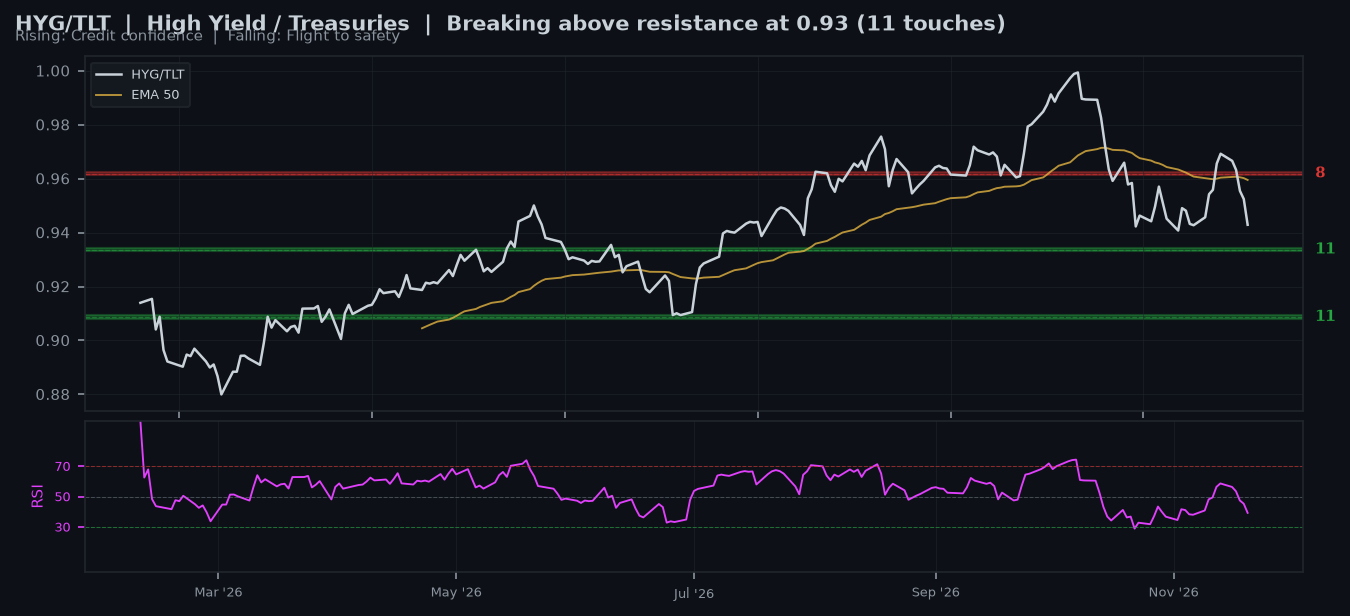 HYG/TLT | High Yield / Treasuries | Breaking above resistance at 0.93 (11 touches)
Rising: Credit confidence | Falling: Flight to safety
HYG/TLT
EMA 50
1.00
0.98
0.96
0.94
0.92
0.90
0.88
8
11
11
RSI
70
50
30
Mar '26
May '26
Jul '26
Sep '26
Nov '26